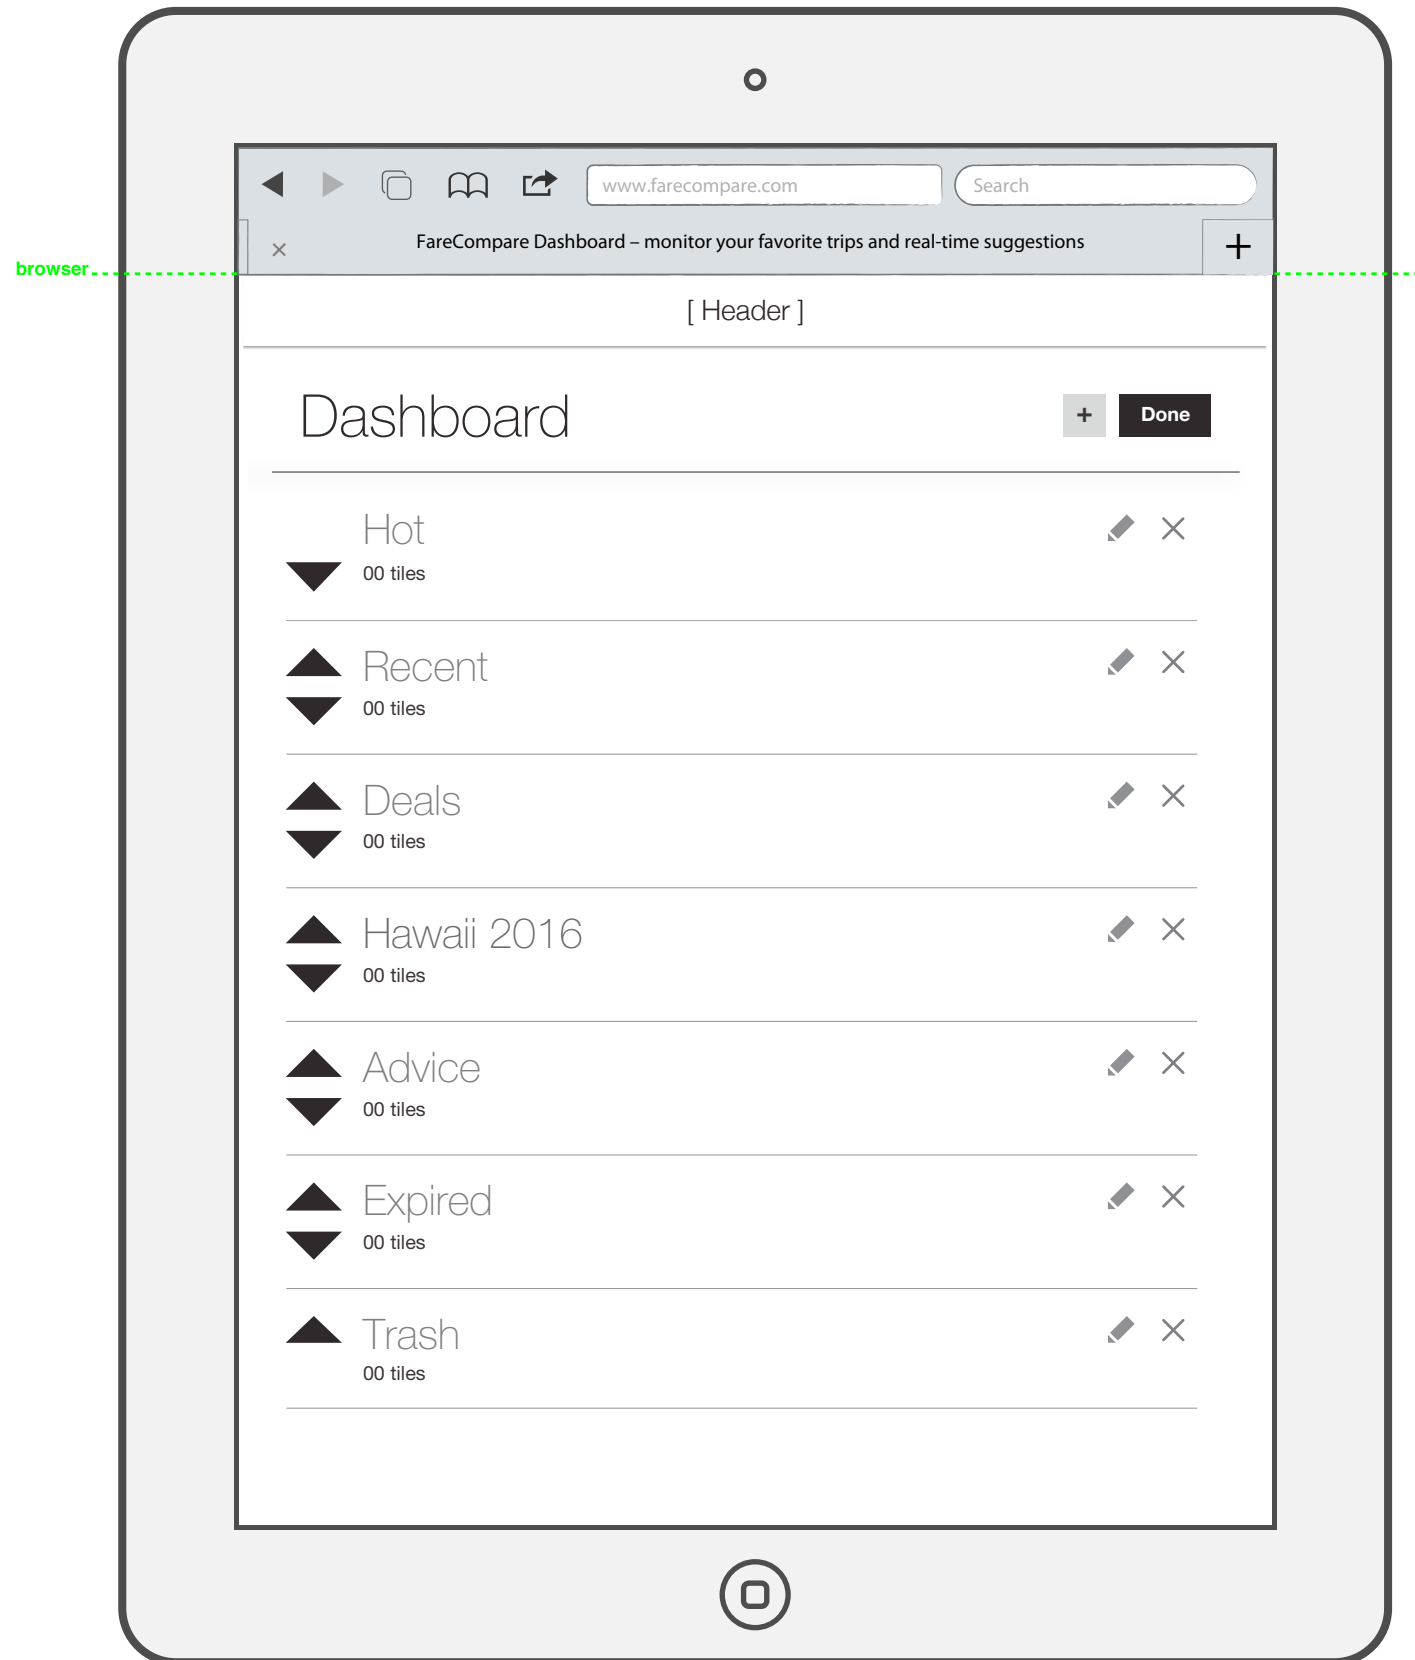 www.farecompare.com
Search
FareCompare Dashboard – monitor your favorite trips and real-time suggestions
browser
[ Header ]
Dashboard
+ Done
Hot
00 tiles
Recent
00 tiles
Deals
00 tiles
Hawaii 2016
00 tiles
Advice
00 tiles
Expired
00 tiles
Trash
00 tiles